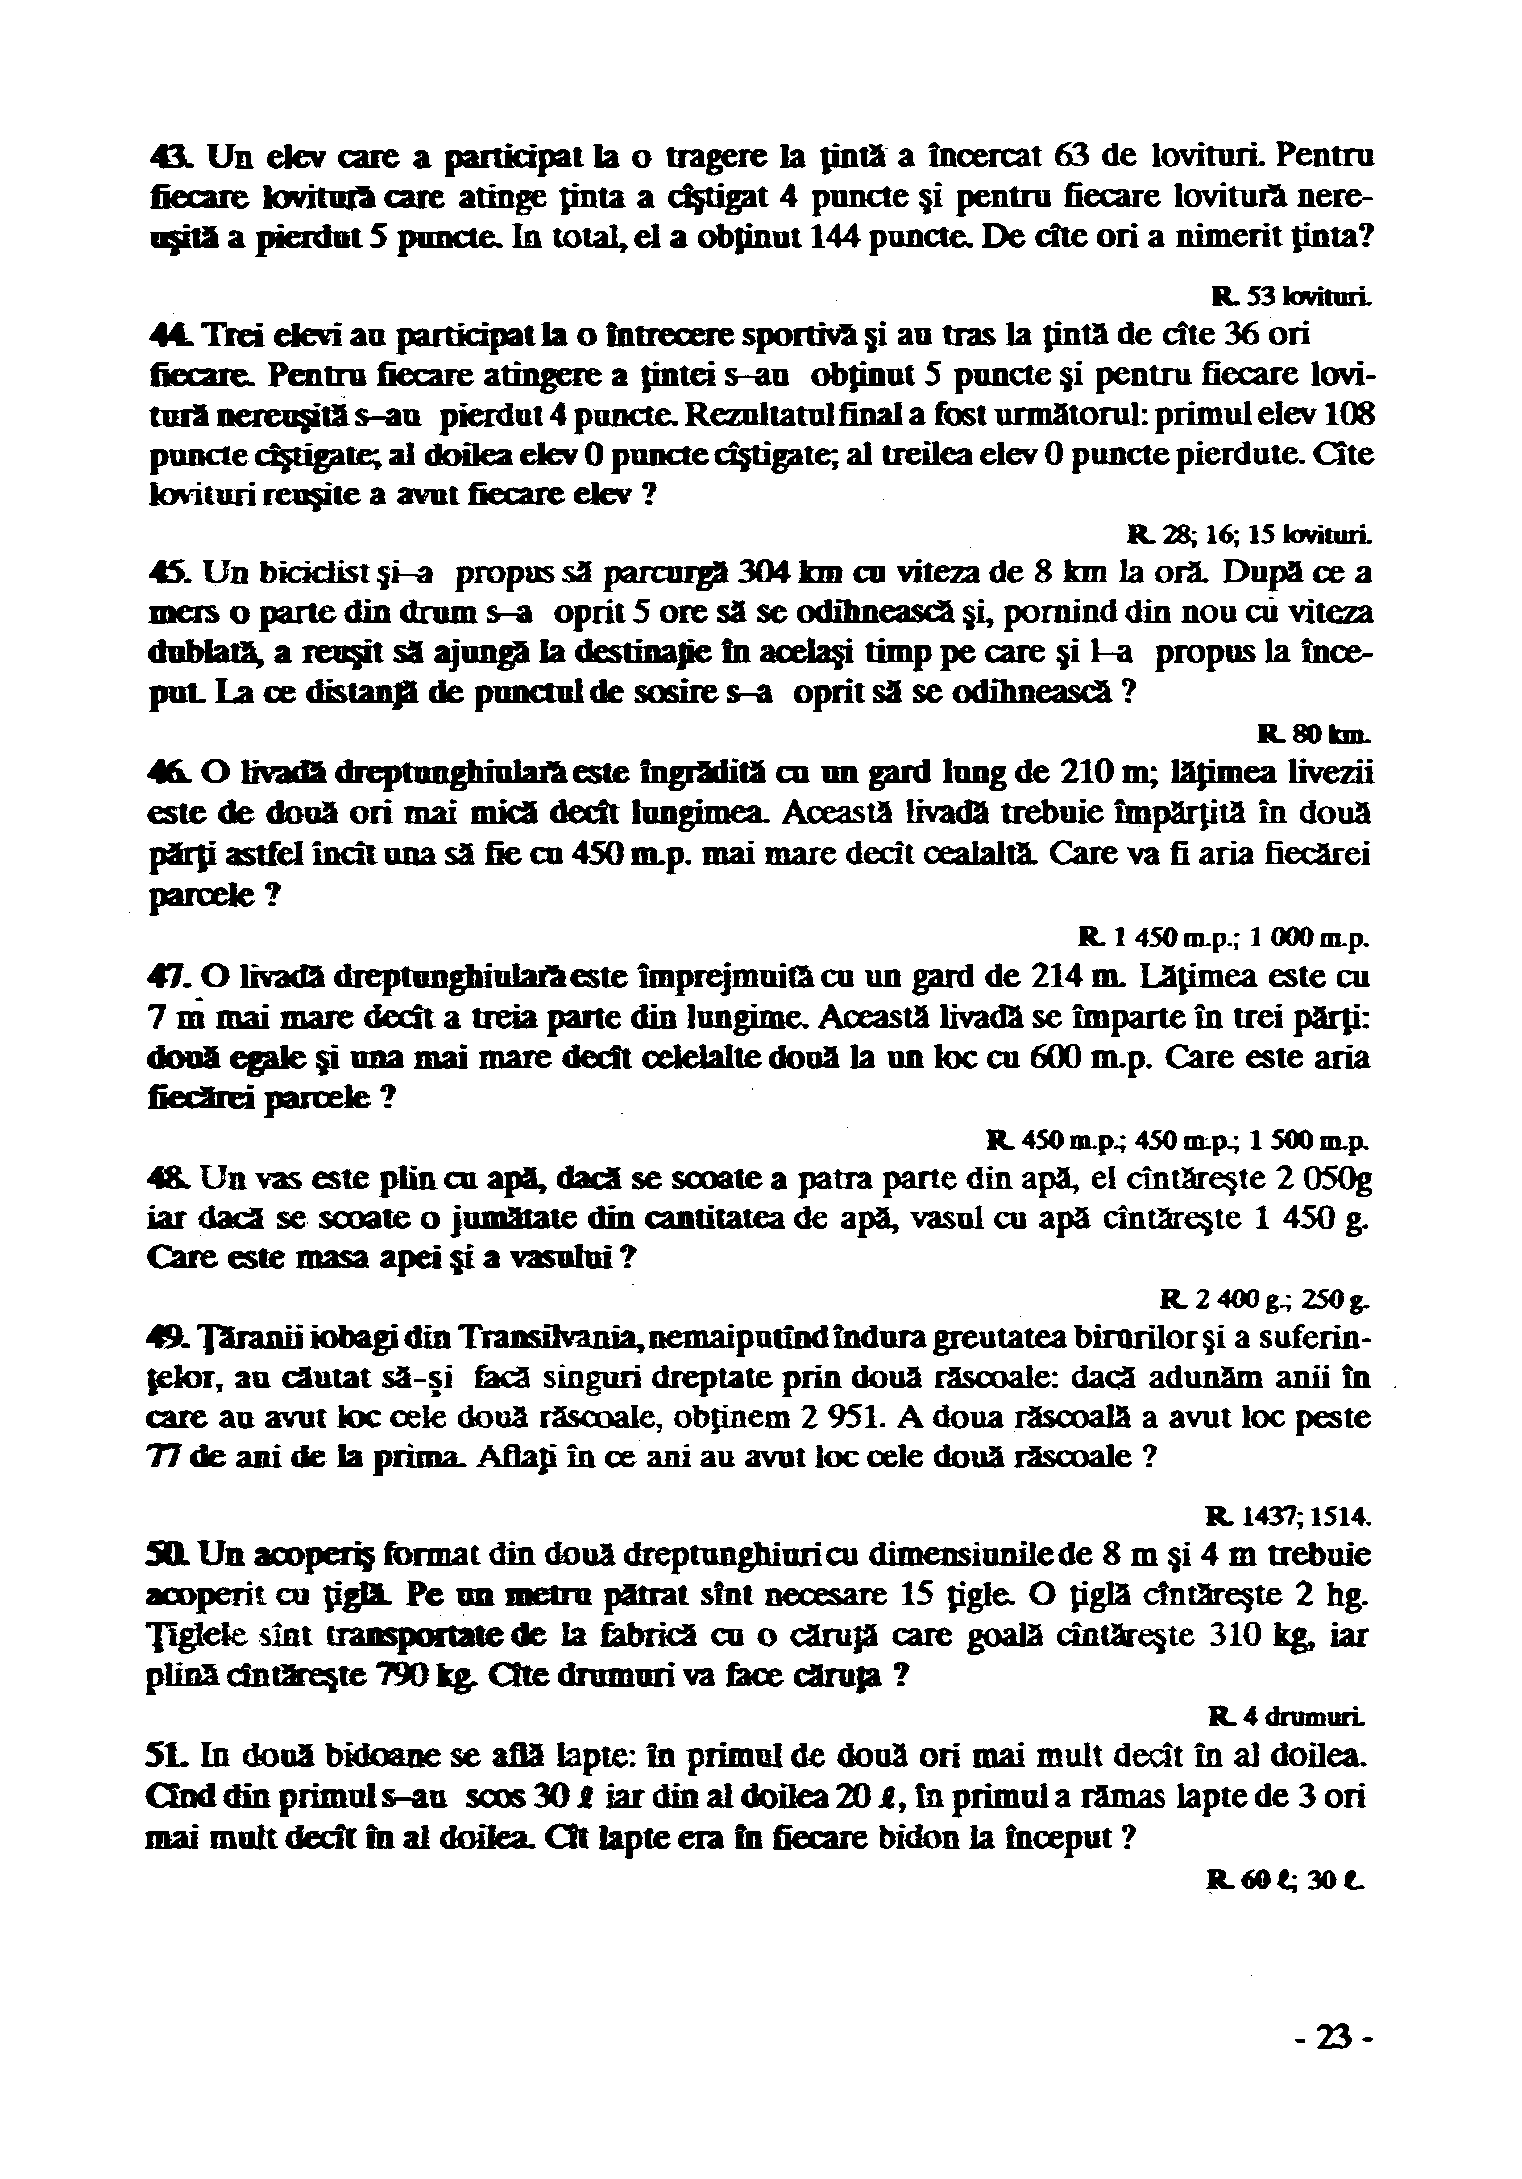 43. Un elev care a participat la o tragere la ţintă a încercat 63 de lovituri. Pentru
fiecare lovitură care atinge ţinta a cîştigat 4 puncte şi pentru fiecare lovitură nere-
uşită a pierdut 5 puncte. In total, el a obţinut 144 puncte. De cîte ori a nimerit ţinta?
R. 53 lovituri.
44. Trei elevi au participat la o întrecere sportivă şi au tras la ţintă de cîte 36 ori
fiecare. Pentru fiecare atingere a ţintei s-au obţinut 5 puncte şi pentru fiecare lovi-
tură nereuşită s-au pierdut 4 puncte. Rezultatul final a fost următorul: primul elev 108
puncte cîştigate; al doilea elev 0 puncte cîştigate; al treilea elev 0 puncte pierdute. Cîte
lovituri reuşite a avut fiecare elev ?
R. 28; 16; 15 lovituri.
45. Un biciclist şi-a propus să parcurgă 304 km cu viteza de 8 km la oră. După ce a
mers o parte din drum s-a oprit 5 ore să se odihnească şi, pornind din nou cu viteza
dublată, a reuşit să ajungă la destinaţie în acelaşi timp pe care şi l-a propus la înce-
put. La ce distanţă de punctul de sosire s-a oprit să se odihnească ?
R. 80 km.
46. O livadă dreptunghiulară este îngrădită cu un gard lung de 210 m; lăţimea livezii
este de două ori mai mică decît lungimea. Această livadă trebuie împărţită în două
părţi astfel încît una să fie cu 450 m.p. mai mare decît cealaltă. Care va fi aria fiecărei
parcele ?
R. 1 450 m.p.; 1 000 m.p.
47. O livadă dreptunghiulară este împrejmuită cu un gard de 214 m. Lăţimea este cu
7 m mai mare decît a treia parte din lungime. Această livadă se împarte în trei părţi:
două egale şi una mai mare decît celelalte două la un loc cu 600 m.p. Care este aria
fiecărei parcele ?
R. 450 m.p.; 450 m.p.; 1 500 m.p.
48. Un vas este plin cu apă, dacă se scoate a patra parte din apă, el cîntăreşte 2 050g
iar dacă se scoate o jumătate din cantitatea de apă, vasul cu apă cîntăreşte 1 450 g.
Care este masa apei şi a vasului ?
R. 2 400 g.; 250 g.
49. Ţăranii iobagi din Transilvania, nemaiputînd îndura greutatea birurilor şi a suferin-
ţelor, au căutat să-şi facă singuri dreptate prin două răscoale: dacă adunăm anii în
care au avut loc cele două răscoale, obţinem 2 951. A doua răscoală a avut loc peste
77 de ani de la prima. Aflaţi în ce ani au avut loc cele două răscoale ?
R. 1437; 1514.
50. Un acoperiş format din două dreptunghiuri cu dimensiunile de 8 m şi 4 m trebuie
acoperit cu ţiglă. Pe un metru pătrat sînt necesare 15 ţigle. O ţiglă cîntăreşte 2 hg.
Ţiglele sînt transportate de la fabrică cu o căruţă care goală cîntăreşte 310 kg, iar
plină cîntăreşte 790 kg. Cîte drumuri va face căruţa ?
R. 4 drumuri.
51. In două bidoane se află lapte: în primul de două ori mai mult decît în al doilea.
Cînd din primul s-au scos 30 ℓ iar din al doilea 20 ℓ, în primul a rămas lapte de 3 ori
mai mult decît în al doilea. Cît lapte era în fiecare bidon la început ?
R. 60 ℓ; 30 ℓ.
- 23 -